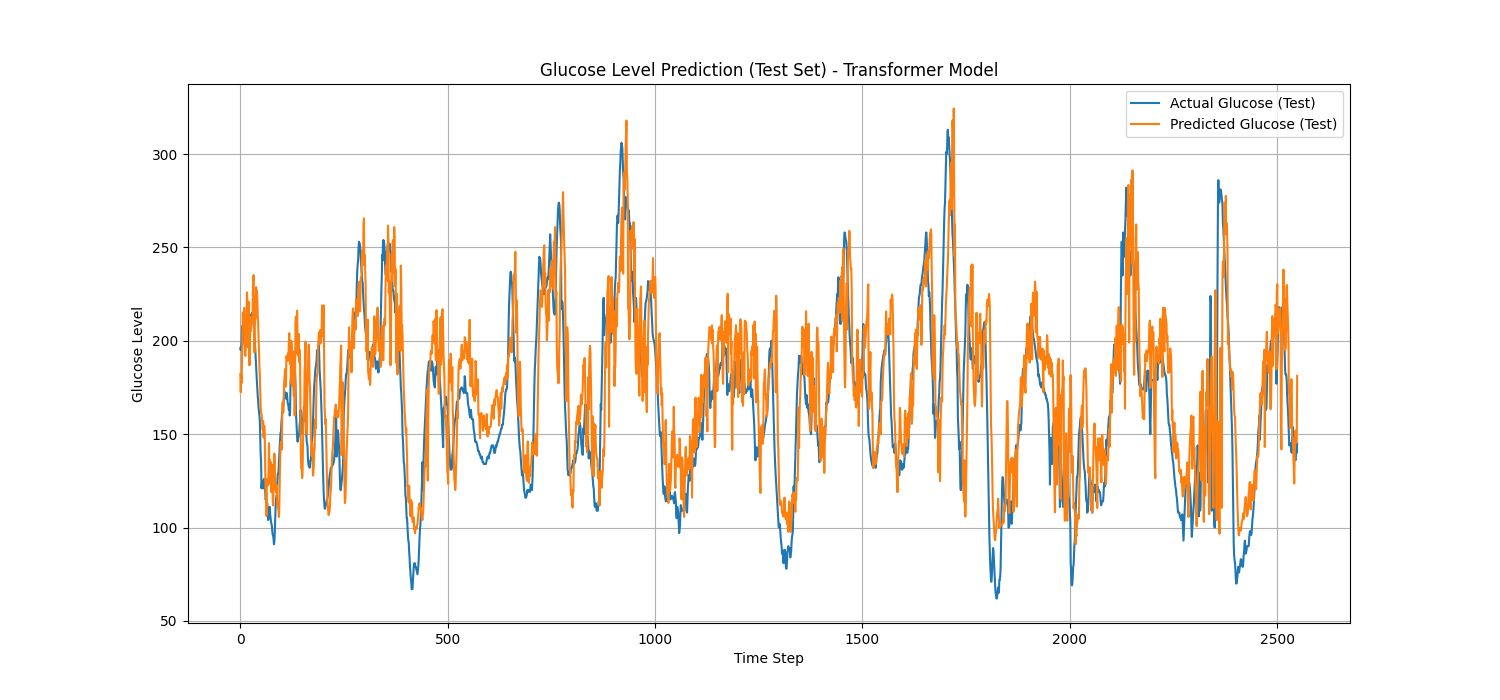 Glucose Level Prediction (Test Set) - Transformer Model
Actual Glucose (Test)
Predicted Glucose (Test)
Glucose Level
300
250
200
150
100
50
0
500
1000
1500
2000
2500
Time Step